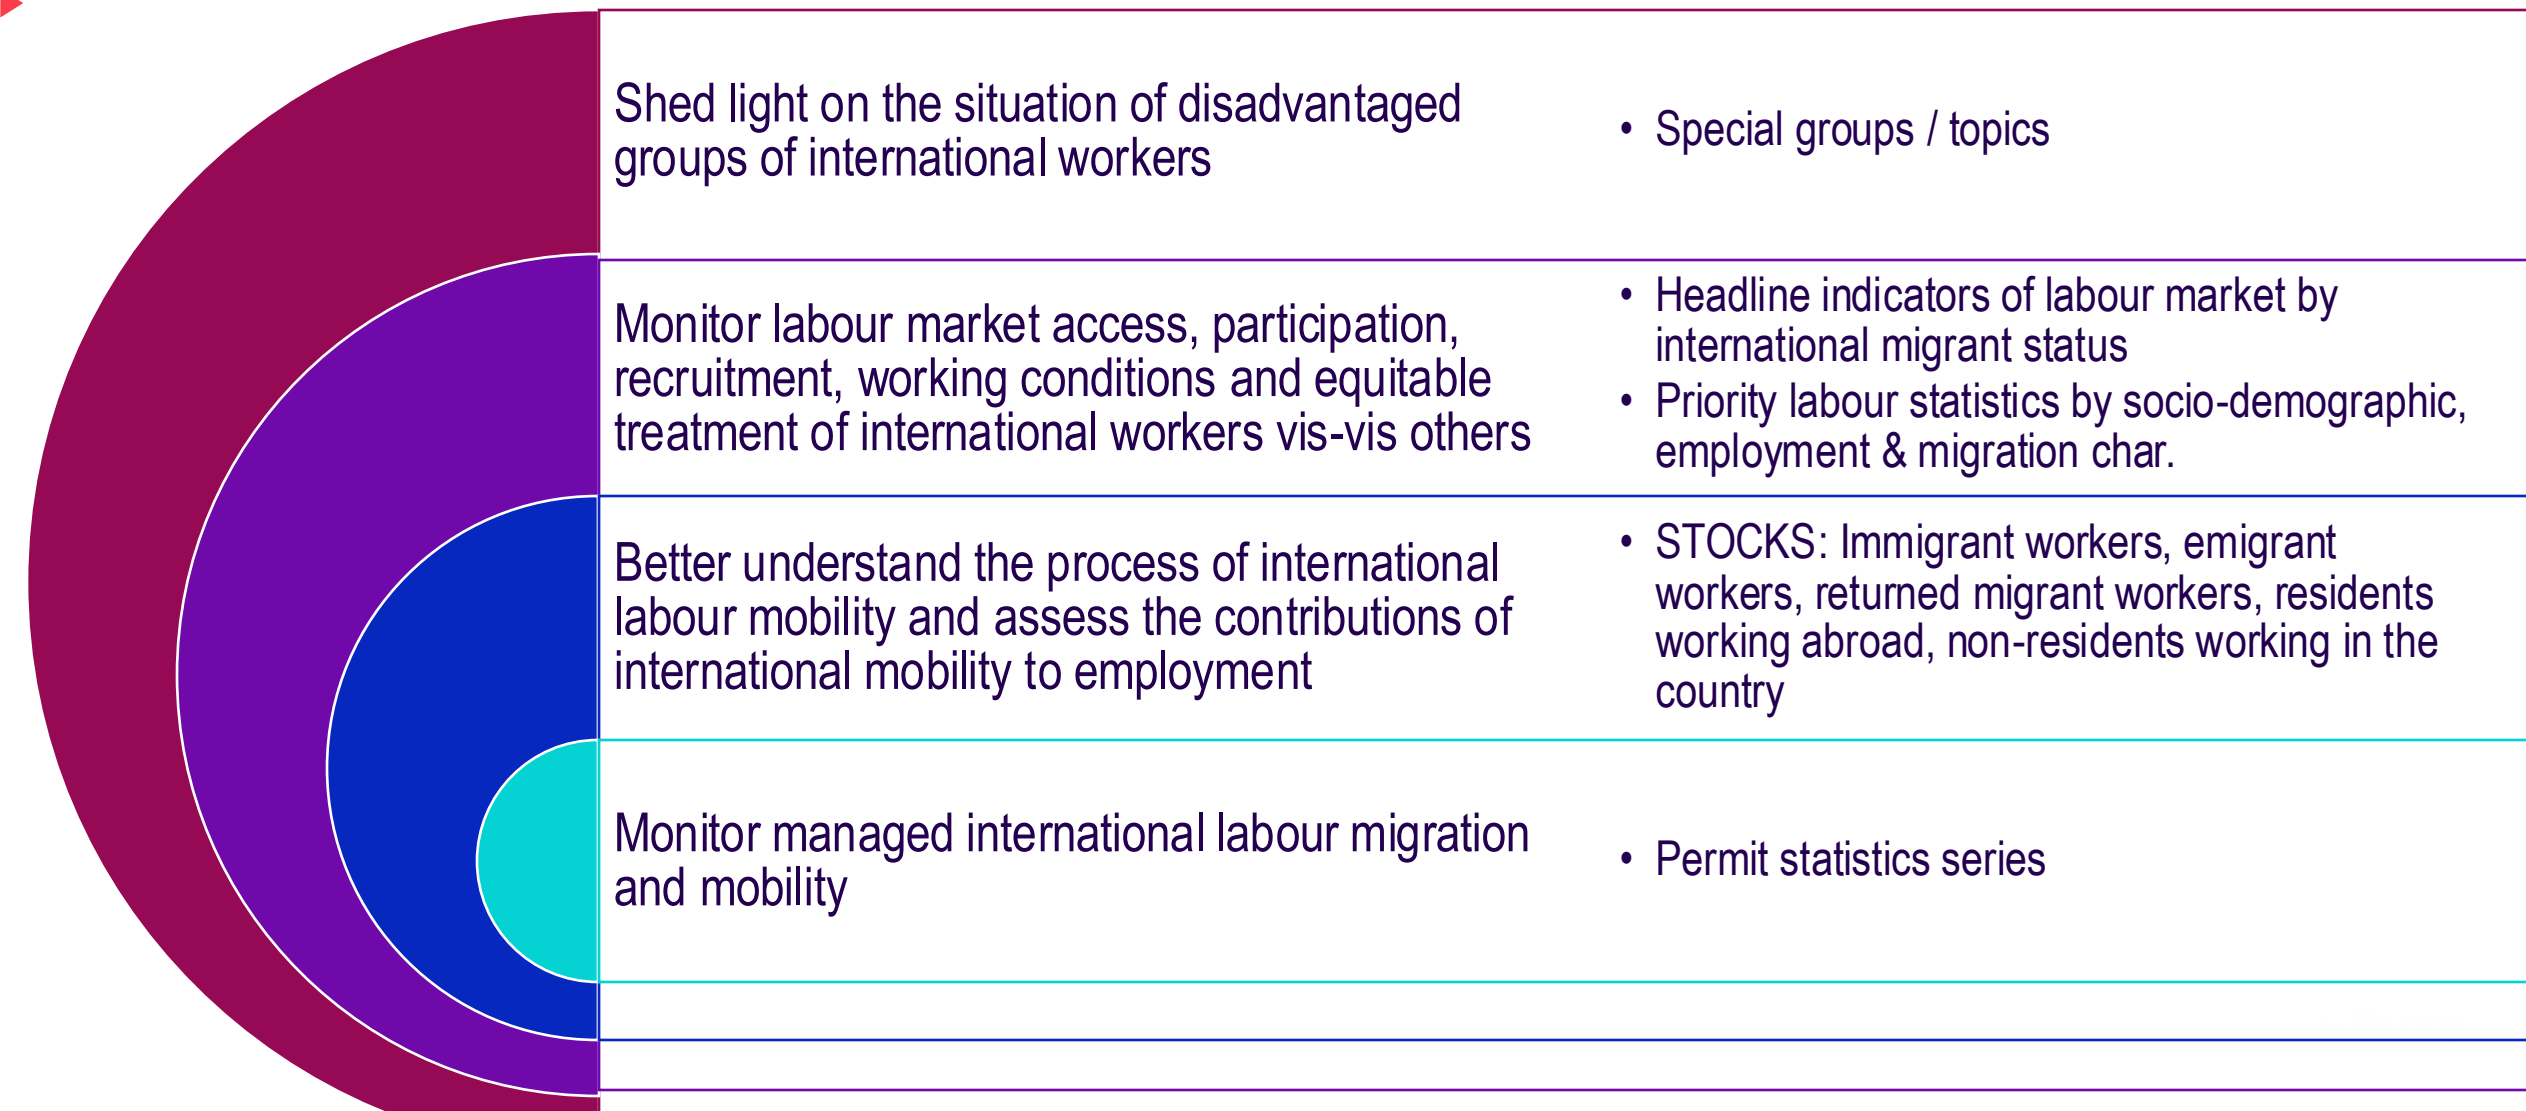 Shed light on the situation of disadvantaged
groups of international workers
• Special groups / topics
Monitor labour market access, participation,
recruitment, working conditions and equitable
treatment of international workers vis-vis others
• Headline indicators of labour market by
international migrant status
• Priority labour statistics by socio-demographic,
employment & migration char.
Better understand the process of international
labour mobility and assess the contributions of
international mobility to employment
• STOCKS: Immigrant workers, emigrant
workers, returned migrant workers, residents
working abroad, non-residents working in the
country
Monitor managed international labour migration
and mobility
• Permit statistics series